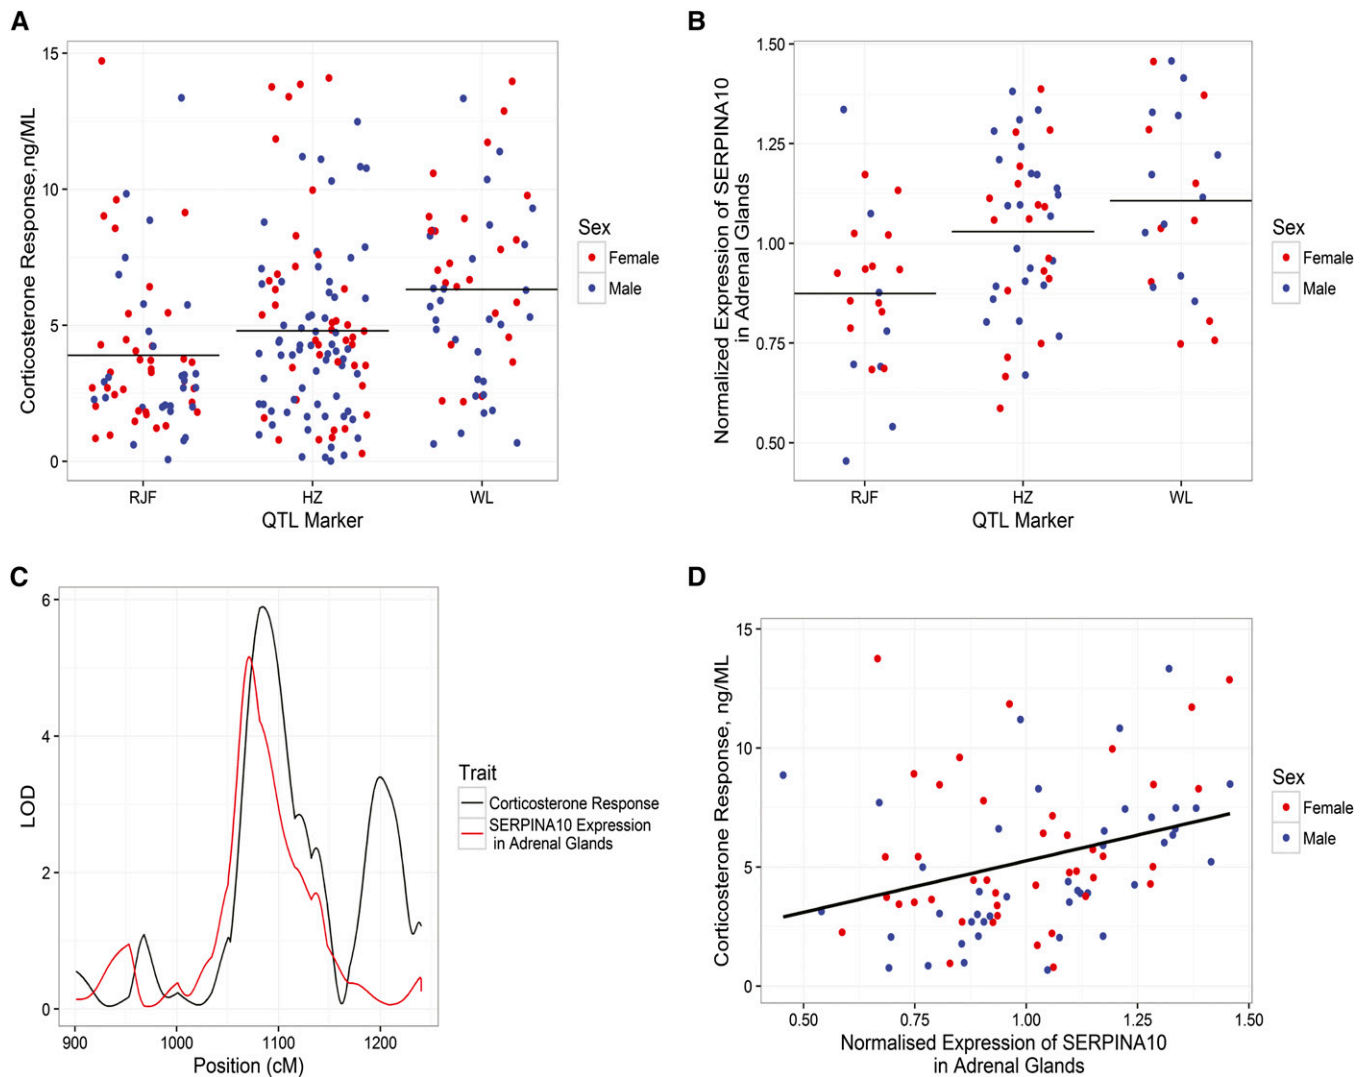 A
15
10
5
0
Corticosterone Response,ng/ML
RJF
HZ
WL
QTL Marker
Sex
Female
Male
B
1.50
1.25
1.00
0.75
0.50
Normalized Expression of SERPINA10
in Adrenal Glands
RJF
HZ
WL
QTL Marker
Sex
Female
Male
C
6
4
2
0
LOD
900
1000
1100
1200
Position (cM)
Trait
Corticosterone Response
SERPINA10 Expression
in Adrenal Glands
D
15
10
5
0
Corticosterone Response, ng/ML
0.50
0.75
1.00
1.25
1.50
Normalised Expression of SERPINA10
in Adrenal Glands
Sex
Female
Male